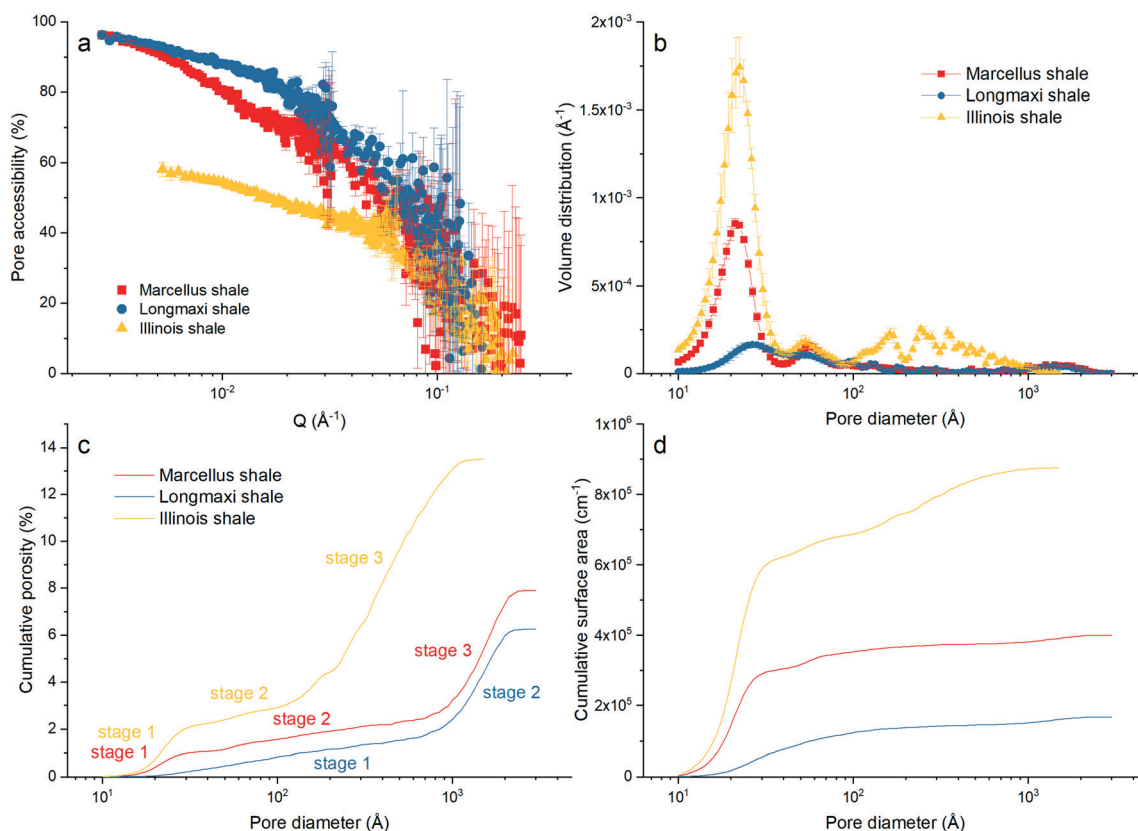 a
100
80
60
40
20
0
Pore accessibility (%)
Marcellus shale
Longmaxi shale
Illinois shale
10⁻²
10⁻¹
Q (Å⁻¹)
b
2x10⁻³
1.5x10⁻³
1x10⁻³
5x10⁻⁴
0
Volume distribution (Å⁻¹)
Marcellus shale
Longmaxi shale
Illinois shale
10¹
10²
10³
Pore diameter (Å)
c
14
12
10
8
6
4
2
0
Cumulative porosity (%)
Marcellus shale
Longmaxi shale
Illinois shale
stage 3
stage 2
stage 1
stage 3
stage 2
stage 1
stage 2
stage 1
10¹
10²
10³
Pore diameter (Å)
d
1x10⁶
8x10⁵
6x10⁵
4x10⁵
2x10⁵
0
Cumulative surface area (cm⁻¹)
10¹
10²
10³
Pore diameter (Å)